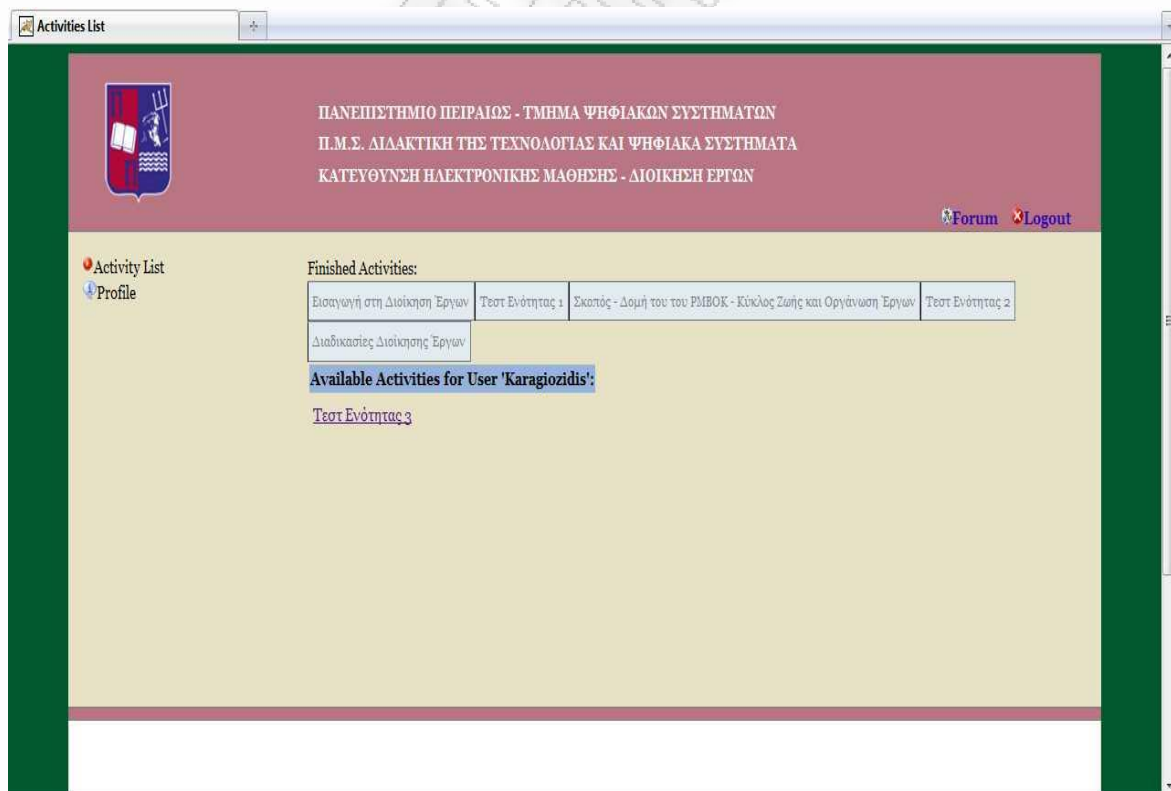 Activities List
ΠΑΝΕΠΙΣΤΗΜΙΟ ΠΕΙΡΑΙΩΣ - ΤΜΗΜΑ ΨΗΦΙΑΚΩΝ ΣΥΣΤΗΜΑΤΩΝ
Π.Μ.Σ. ΔΙΔΑΚΤΙΚΗ ΤΗΣ ΤΕΧΝΟΛΟΓΙΑΣ ΚΑΙ ΨΗΦΙΑΚΑ ΣΥΣΤΗΜΑΤΑ
ΚΑΤΕΥΘΥΝΣΗ ΗΛΕΚΤΡΟΝΙΚΗΣ ΜΑΘΗΣΗΣ - ΔΙΟΙΚΗΣΗ ΕΡΓΩΝ
Forum Logout
Activity List
Profile
Finished Activities:
Εισαγωγή στη Διοίκηση Έργων Τεστ Ενότητας 1 Σκοπός - Δομή του του PMBOK - Κύκλος Ζωής και Οργάνωση Έργων Τεστ Ενότητας 2
Διαδικασίες Διοίκησης Έργων
Available Activities for User 'Karagiozidis':
Τεστ Ενότητας 3